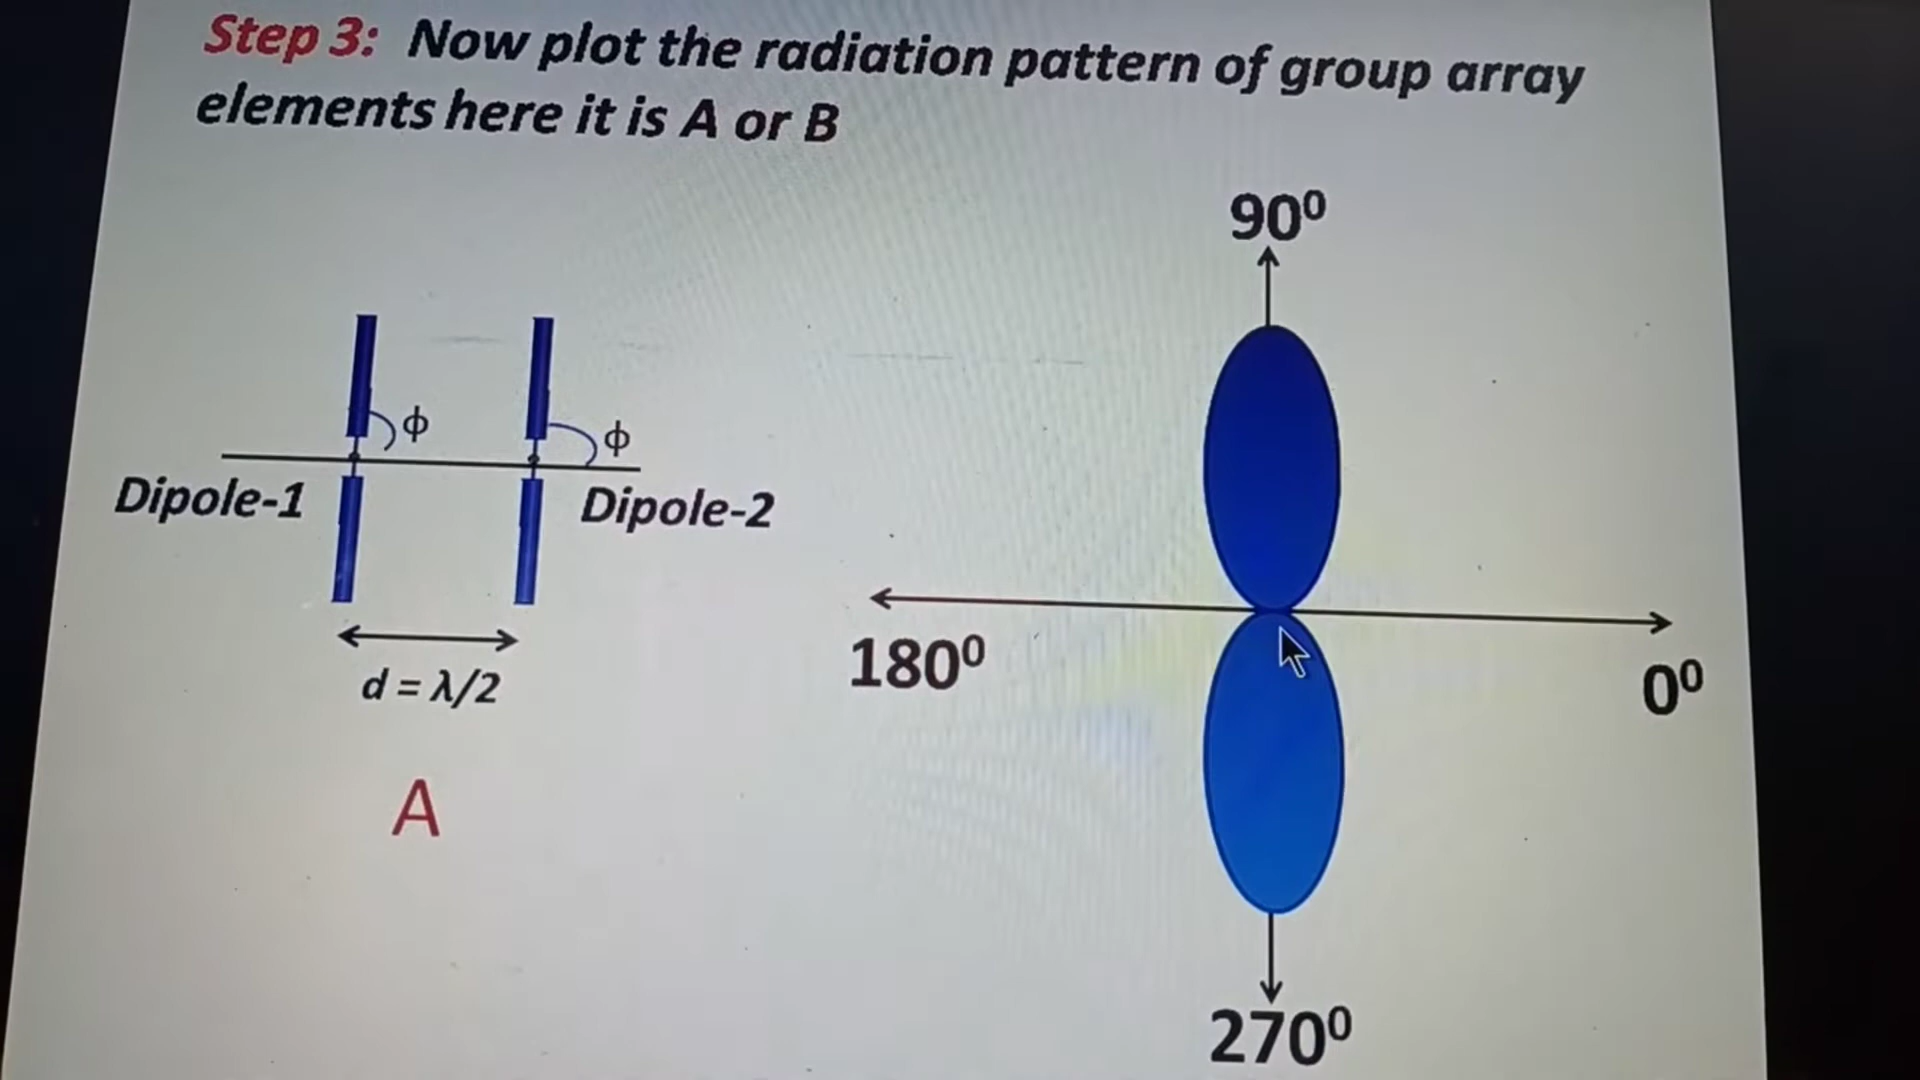 Step 3: Now plot the radiation pattern of group array
elements here it is A or B
90⁰
ϕ
ϕ
Dipole-1
Dipole-2
180⁰
0⁰
d = λ/2
A
270⁰